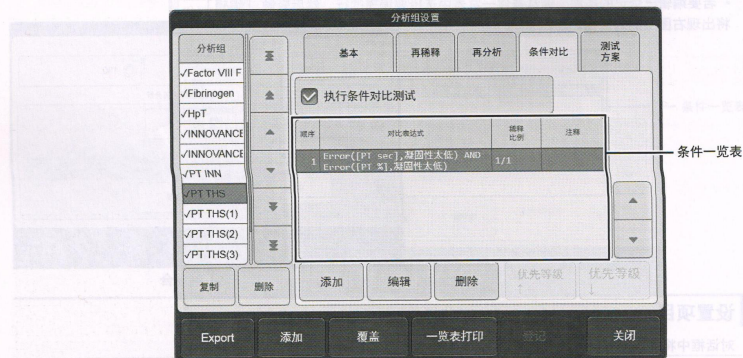 分析组设置
分析组
√Factor VIII F
√Fibrinogen
√HpT
√INNOVANCE
√INNOVANCE
√PT INN
√PT THS
√PT THS(1)
√PT THS(2)
√PT THS(3)
复制 删除
基本 再稀释 再分析 条件对比 测试方案
执行条件对比测试
顺序 对比表达式 稀释比例 注释
1 Error([PT sec],凝固性太低) AND Error([PT %],凝固性太低) 1/1
条件一览表
添加 编辑 删除 优先等级↑ 优先等级↓
Export 添加 覆盖 一览表打印 登记 关闭
设置项目